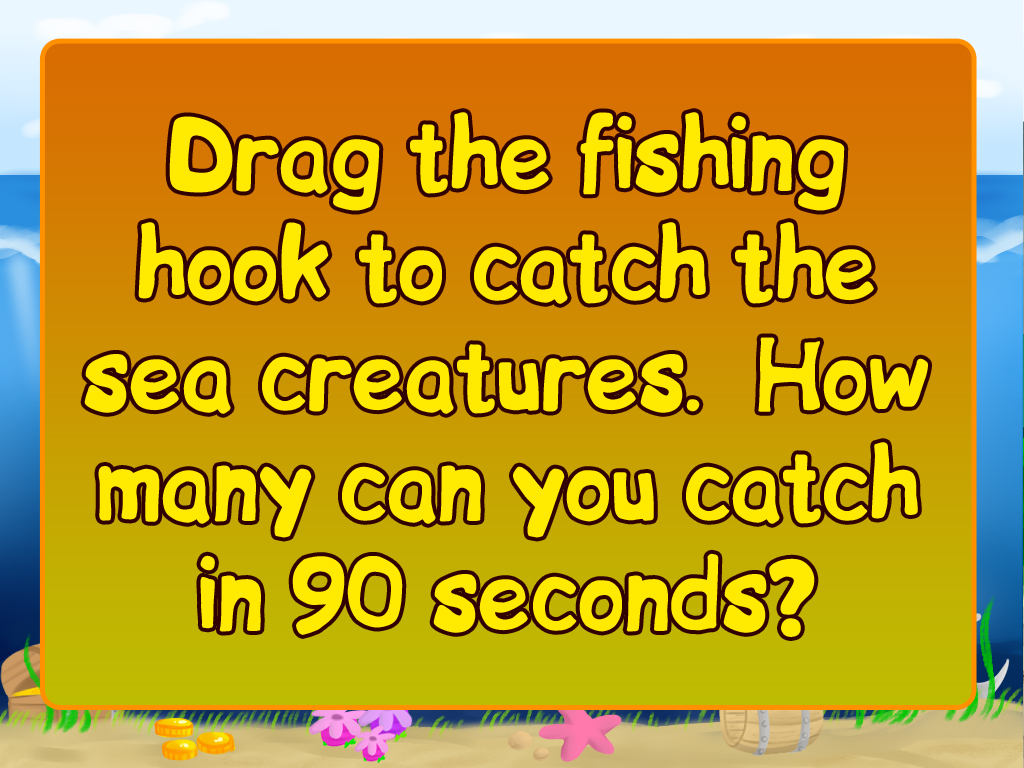 Drag the fishing
hook to catch the
sea creatures.  How
many can you catch
in 90 seconds?